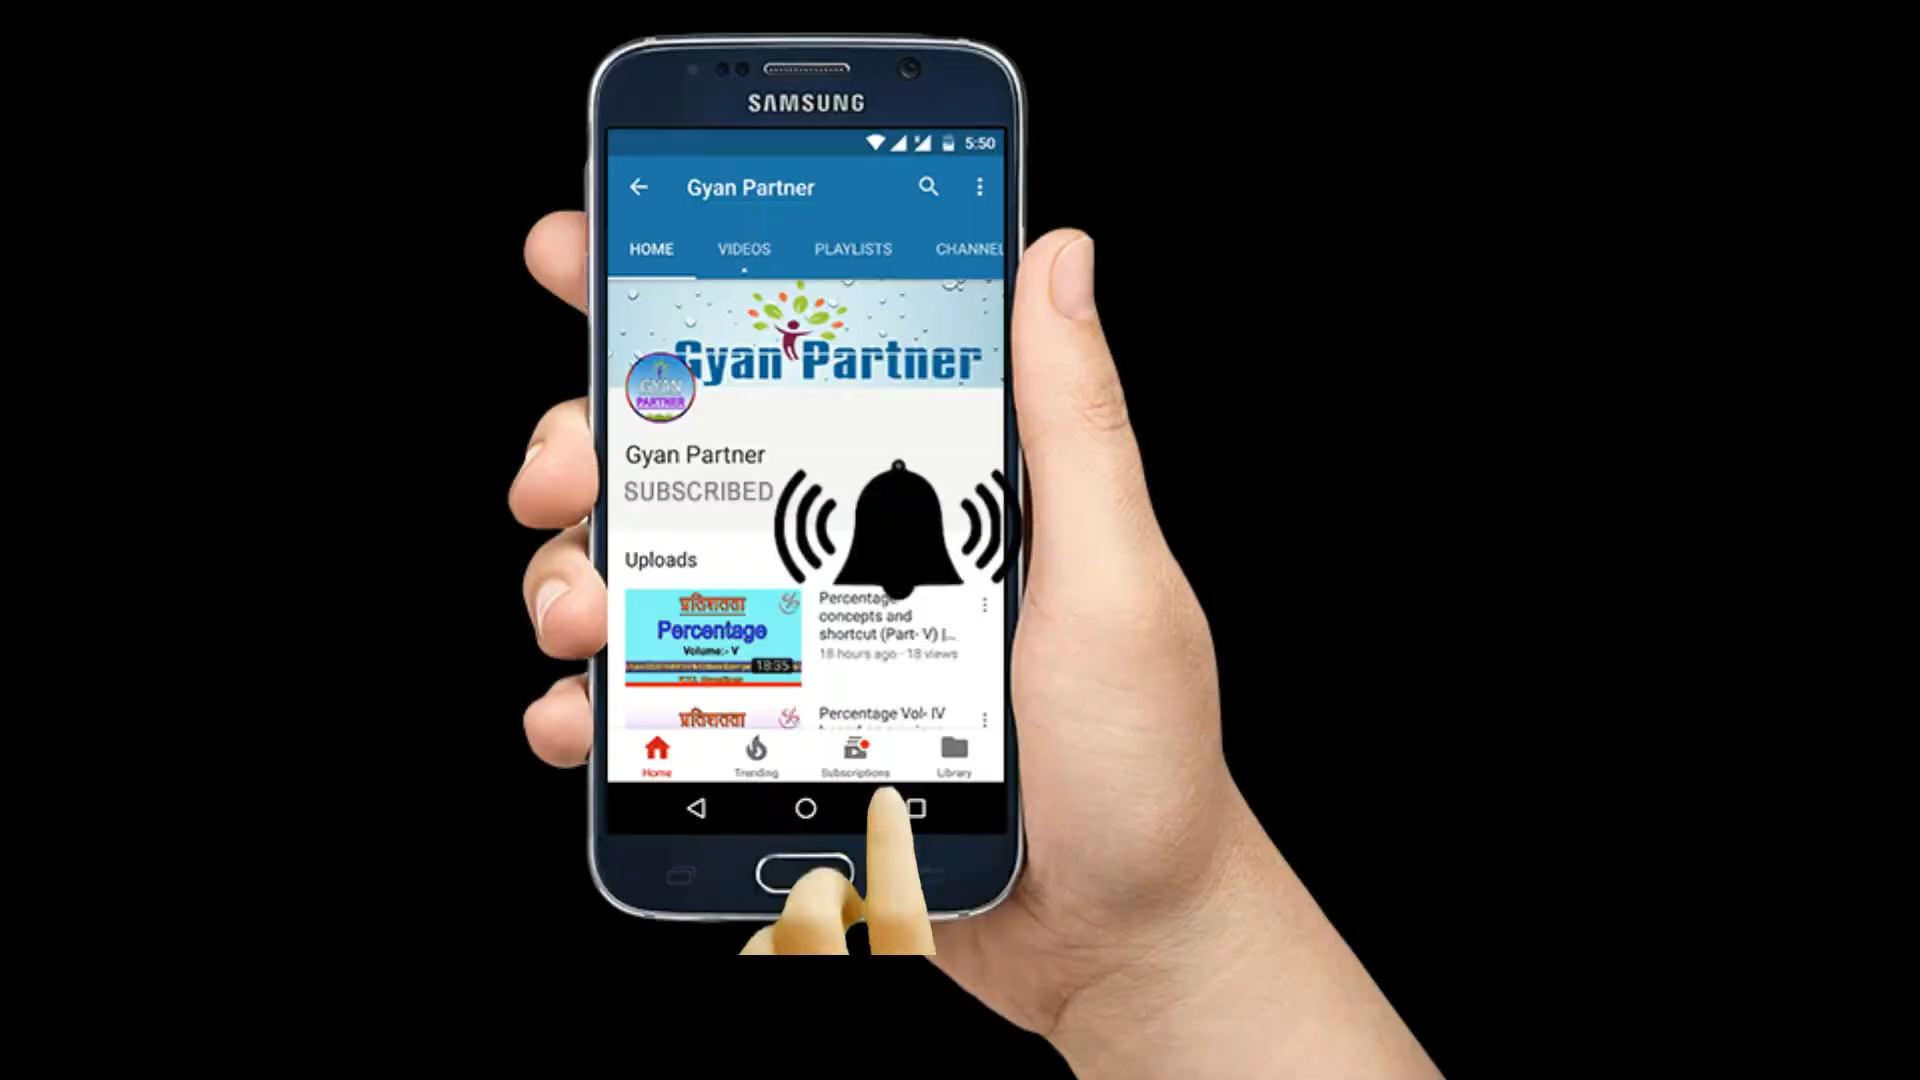 SAMSUNG
5:50
Gyan Partner
HOME VIDEOS PLAYLISTS CHANNEL
Gyan Partner
GYAN
PARTNER
Gyan Partner
SUBSCRIBED
Uploads
प्रतिशतता
Percentage
Volume:- V
18:35
Percentage
concepts and
shortcut (Part- V) |...
18 hours ago · 18 views
प्रतिशतता
Percentage Vol- IV
Home Trending Subscriptions Library